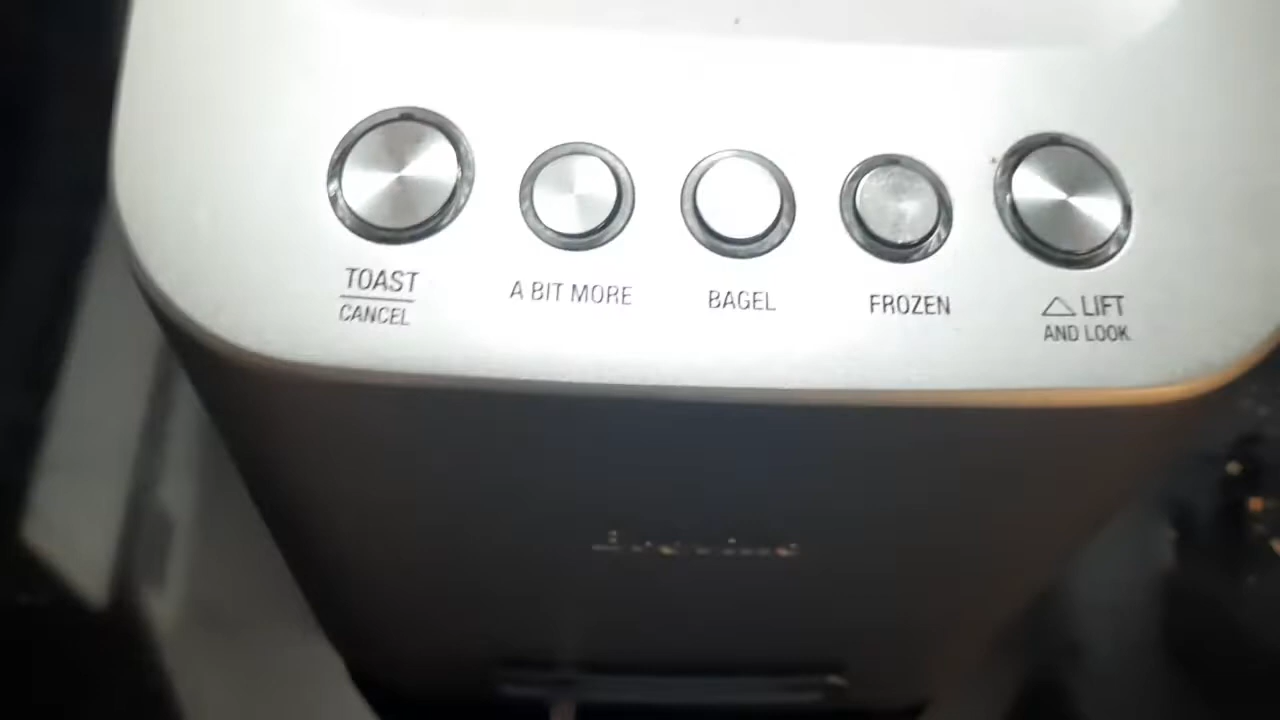 TOAST
CANCEL
A BIT MORE
BAGEL
FROZEN
LIFT
AND LOOK